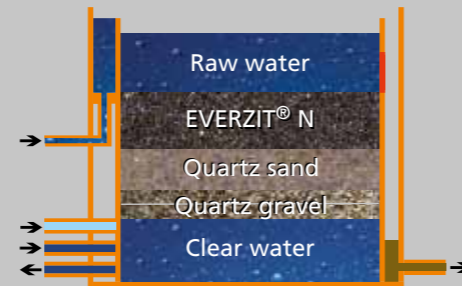 Raw water
EVERZIT® N
Quartz sand
Quartz gravel
Clear water